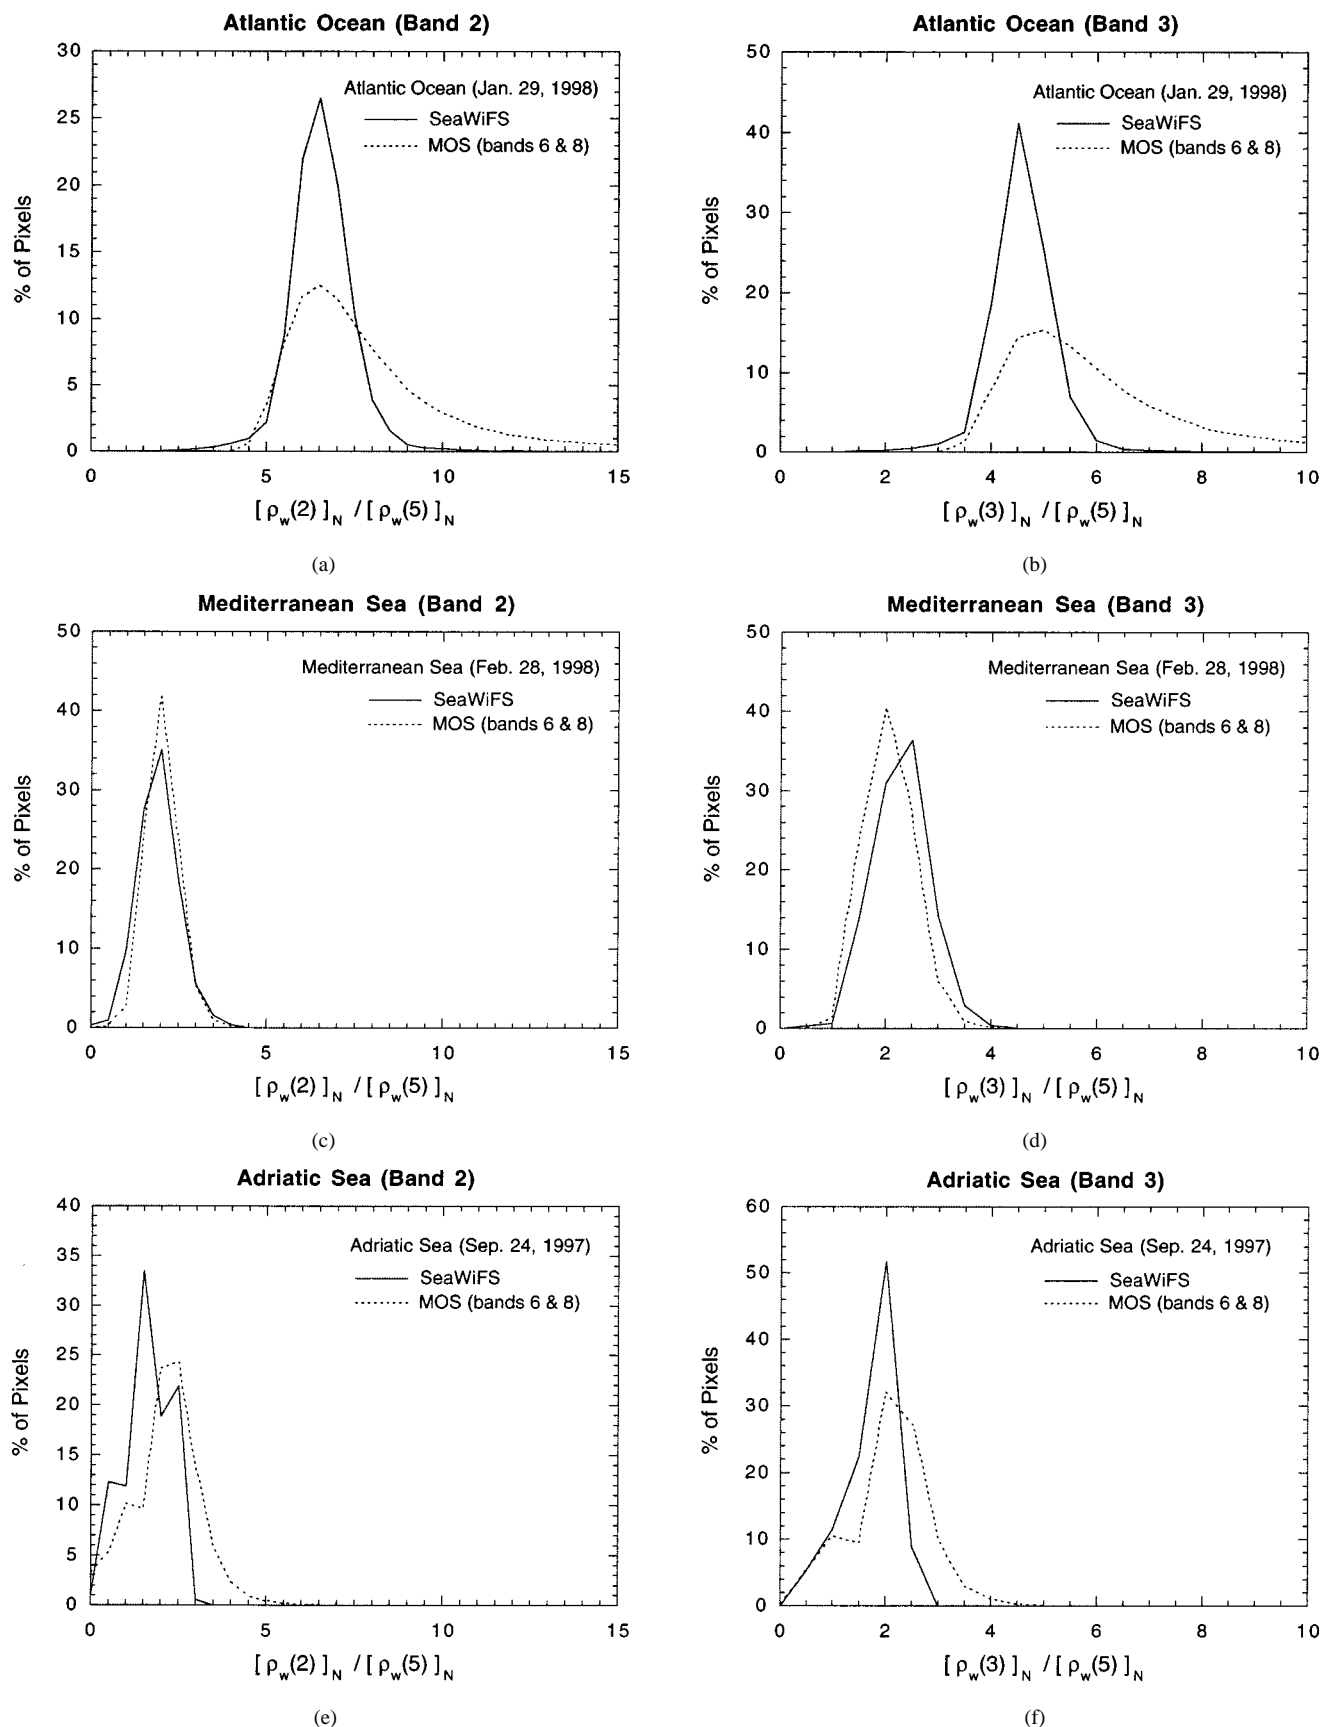 Atlantic Ocean (Band 2)
30
25
20
15
10
5
0
% of Pixels
Atlantic Ocean (Jan. 29, 1998)
SeaWiFS
MOS (bands 6 & 8)
0 5 10 15
[ρw(2)]N /[ρw(5)]N
(a)
Atlantic Ocean (Band 3)
50
40
30
20
10
0
% of Pixels
Atlantic Ocean (Jan. 29, 1998)
SeaWiFS
MOS (bands 6 & 8)
0 2 4 6 8 10
[ρw(3)]N /[ρw(5)]N
(b)
Mediterranean Sea (Band 2)
50
40
30
20
10
0
% of Pixels
Mediterranean Sea (Feb. 28, 1998)
SeaWiFS
MOS (bands 6 & 8)
0 5 10 15
[ρw(2)]N /[ρw(5)]N
(c)
Mediterranean Sea (Band 3)
50
40
30
20
10
0
% of Pixels
Mediterranean Sea (Feb. 28, 1998)
SeaWiFS
MOS (bands 6 & 8)
0 2 4 6 8 10
[ρw(3)]N /[ρw(5)]N
(d)
Adriatic Sea (Band 2)
40
35
30
25
20
15
10
5
0
% of Pixels
Adriatic Sea (Sep. 24, 1997)
SeaWiFS
MOS (bands 6 & 8)
0 5 10 15
[ρw(2)]N /[ρw(5)]N
(e)
Adriatic Sea (Band 3)
60
50
40
30
20
10
0
% of Pixels
Adriatic Sea (Sep. 24, 1997)
SeaWiFS
MOS (bands 6 & 8)
0 2 4 6 8 10
[ρw(3)]N /[ρw(5)]N
(f)